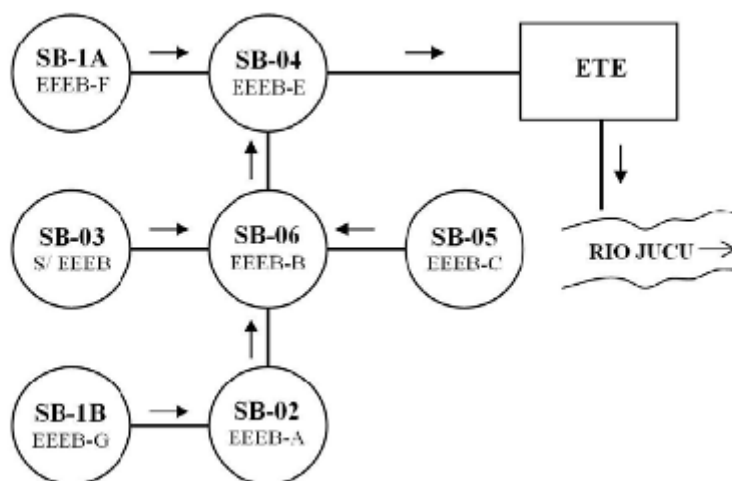 SB-1A
EEEB-F
SB-04
EEEB-E
ETE
SB-03
S/ EEEB
SB-06
EEEB-B
SB-05
EEEB-C
RIO JUCU
SB-1B
EEEB-G
SB-02
EEEB-A